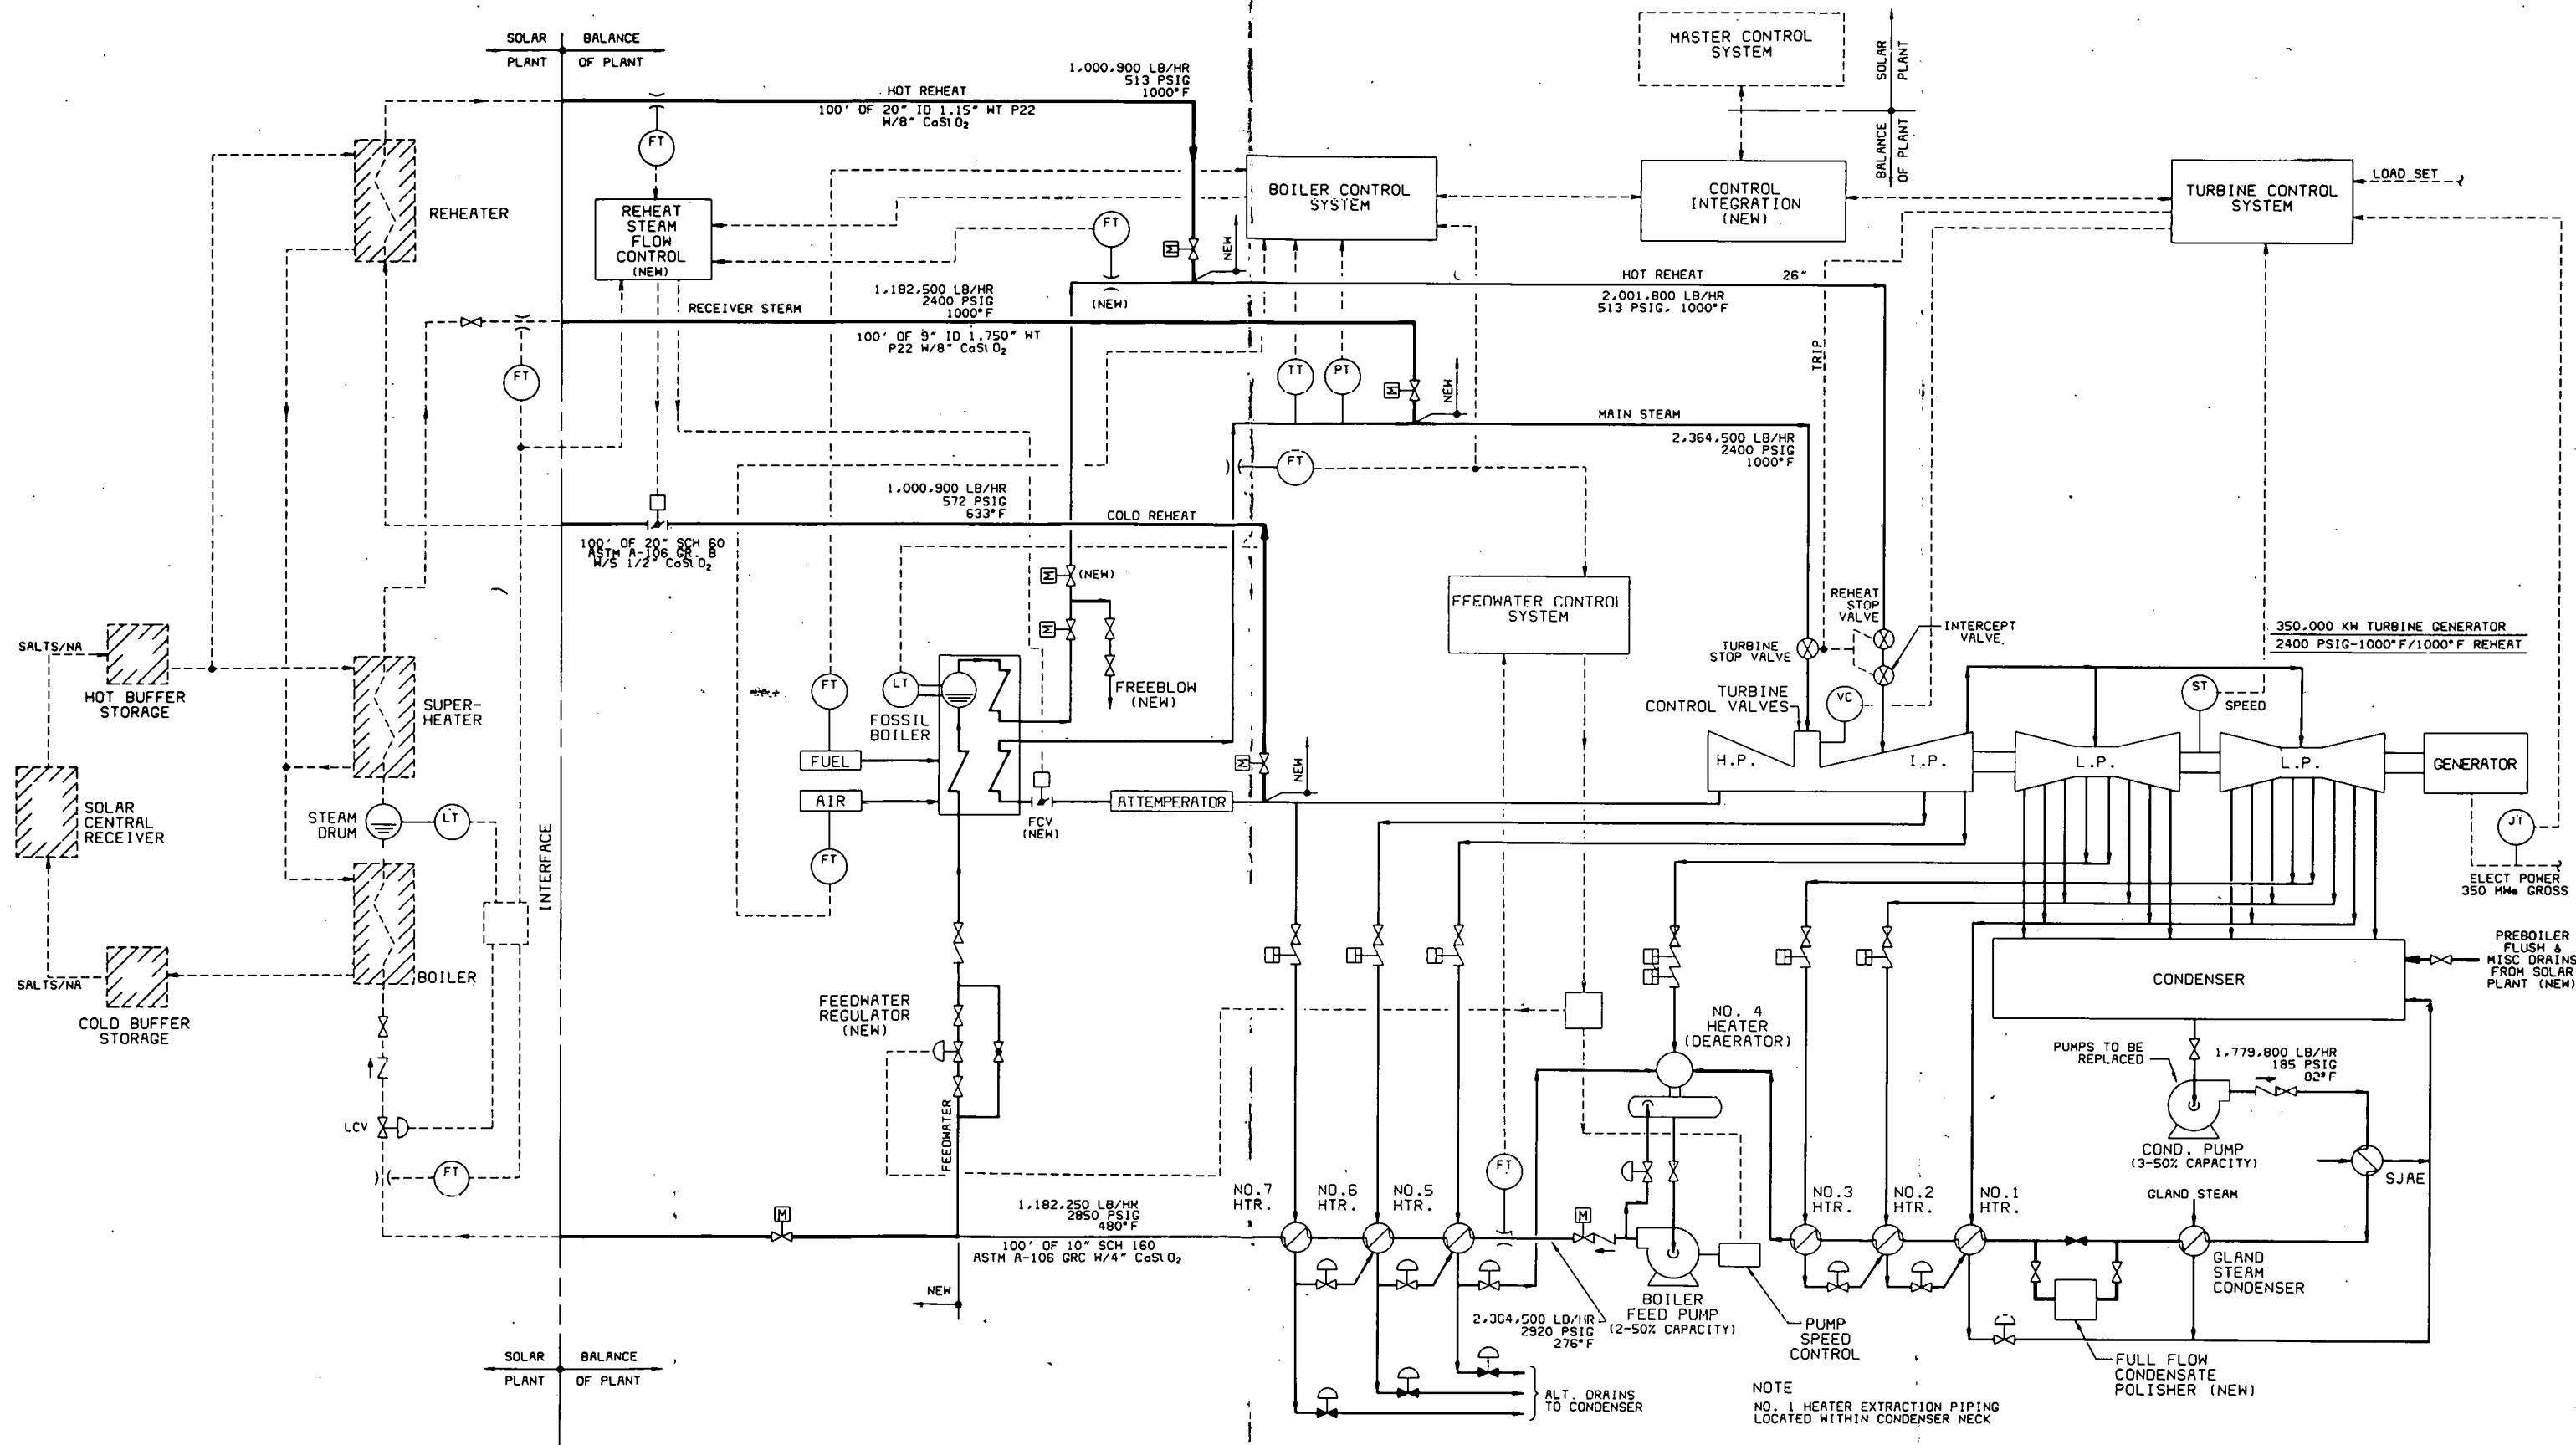 SOLAR
PLANT
BALANCE
OF PLANT
1,000,900 LB/HR
513 PSIG
1000°F
HOT REHEAT
100' OF 20" ID 1.15" WT P22
W/8" CaSiO2
FT
REHEATER
REHEAT
STEAM
FLOW
CONTROL
(NEW)
FT
(NEW)
M
NEW
BOILER CONTROL
SYSTEM
MASTER CONTROL
SYSTEM
SOLAR
PLANT
BALANCE
OF PLANT
CONTROL
INTEGRATION
(NEW)
TURBINE CONTROL
SYSTEM
LOAD SET
HOT REHEAT
26"
2,001,800 LB/HR
513 PSIG, 1000°F
1,182,500 LB/HR
2400 PSIG
1000°F
RECEIVER STEAM
100' OF 9" ID 1.750" WT
P22 W/8" CaSiO2
FT
TT
PT
M
NEW
TRIP
MAIN STEAM
2,364,500 LB/HR
2400 PSIG
1000°F
FT
1,000,900 LB/HR
572 PSIG
633°F
COLD REHEAT
100' OF 20" SCH 60
ASTM A-106 GR. B
W/5 1/2" CaSiO2
M
(NEW)
M
FREEBLOW
(NEW)
FEEDWATER CONTROL
SYSTEM
REHEAT
STOP
VALVE
INTERCEPT
VALVE
TURBINE
STOP VALVE
TURBINE
CONTROL VALVES
VC
ST
SPEED
350,000 KW TURBINE GENERATOR
2400 PSIG-1000°F/1000°F REHEAT
SALTS/NA
HOT BUFFER
STORAGE
SUPER-
HEATER
FT
LT
FOSSIL
BOILER
FUEL
AIR
FT
FCV
(NEW)
ATTEMPERATOR
M
NEW
H.P.
I.P.
L.P.
L.P.
GENERATOR
JT
ELECT POWER
350 MWe GROSS
SOLAR
CENTRAL
RECEIVER
STEAM
DRUM
LT
INTERFACE
BOILER
SALTS/NA
COLD BUFFER
STORAGE
LCV
FT
FEEDWATER
REGULATOR
(NEW)
FEEDWATER
CONDENSER
PREBOILER
FLUSH &
MISC DRAINS
FROM SOLAR
PLANT (NEW)
NO. 4
HEATER
(DEAERATOR)
PUMPS TO BE
REPLACED
1,779,800 LB/HR
185 PSIG
COND. PUMP
(3-50% CAPACITY)
SJAE
M
1,182,250 LB/HR
2850 PSIG
480°F
100' OF 10" SCH 160
ASTM A-106 GRC W/4" CaSiO2
NEW
NO.7
HTR.
NO.6
HTR.
NO.5
HTR.
FT
M
NO.3
HTR.
NO.2
HTR.
NO.1
HTR.
GLAND STEAM
GLAND
STEAM
CONDENSER
BOILER
FEED PUMP
(2-50% CAPACITY)
2,364,500 LB/HR
2920 PSIG
276°F
PUMP
SPEED
CONTROL
FULL FLOW
CONDENSATE
POLISHER (NEW)
ALT. DRAINS
TO CONDENSER
NOTE
NO. 1 HEATER EXTRACTION PIPING
LOCATED WITHIN CONDENSER NECK
SOLAR
PLANT
BALANCE
OF PLANT